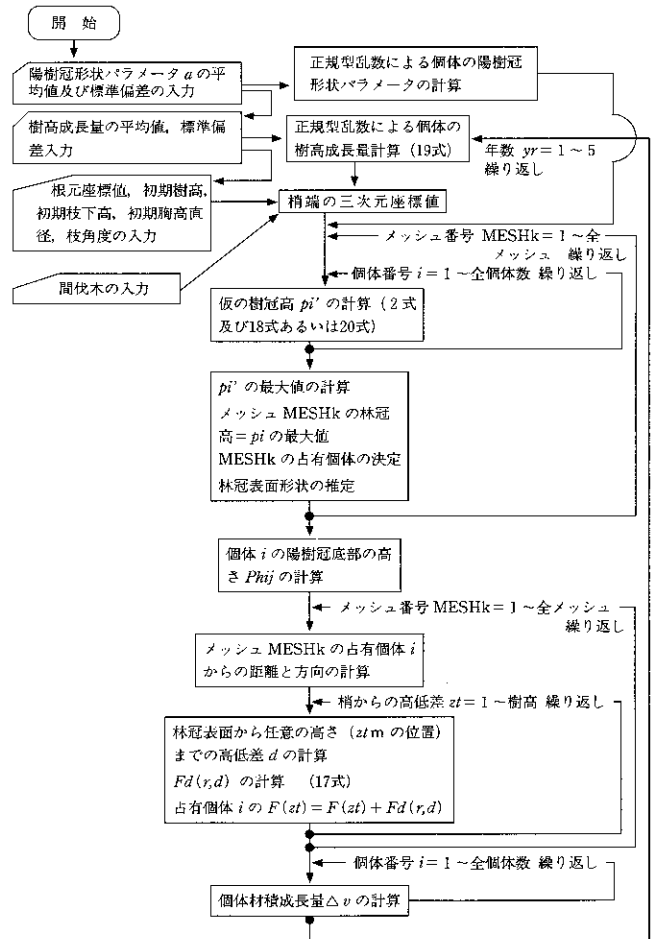 開 始
陽樹冠形状パラメータ a の平
均値及び標準偏差の入力
正規型乱数による個体の陽樹冠
形状パラメータの計算
樹高成長量の平均値，標準偏
差入力
正規型乱数による個体の
樹高成長量計算（19式）
年数 yr＝1～5
繰り返し
根元座標値，初期樹高，
初期枝下高，初期胸高直
径，枝角度の入力
梢端の三次元座標値
メッシュ番号 MESHk＝1～全
メッシュ 繰り返し
個体番号 i＝1～全個体数 繰り返し
間伐木の入力
仮の樹冠高 pi’ の計算（2式
及び18式あるいは20式）
pi’ の最大値の計算
メッシュ MESHk の林冠
高＝pi の最大値
MESHk の占有個体の決定
林冠表面形状の推定
個体 i の陽樹冠底部の高
さ Phij の計算
メッシュ番号 MESHk＝1～全メッシュ
繰り返し
メッシュ MESHk の占有個体 i
からの距離と方向の計算
梢からの高低差 zt＝1～樹高 繰り返し
林冠表面から任意の高さ（zt m の位置）
までの高低差 d の計算
Fd (r,d) の計算 （17式）
占有個体 i の F (zt)＝F (zt)＋Fd (r,d)
個体番号 i＝1～全個体数 繰り返し
個体材積成長量△v の計算